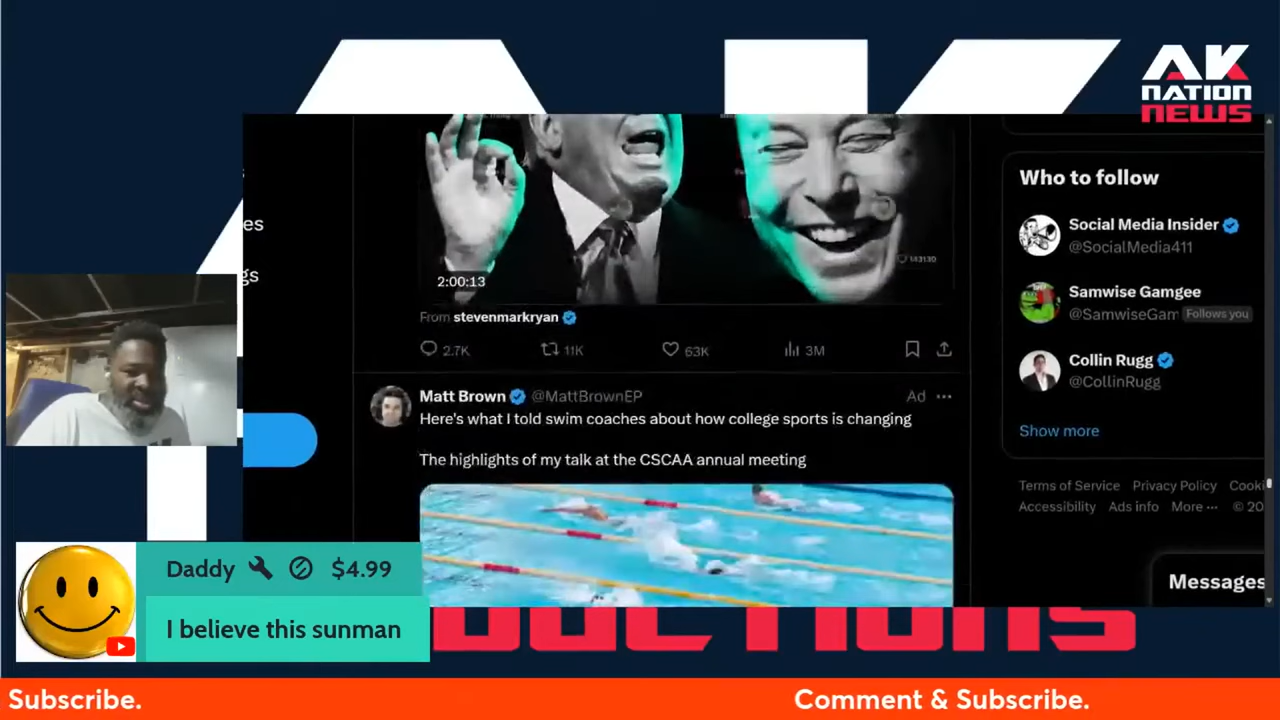 AK
NATION
NEWS
es
gs
2:00:13
143130
From stevenmarkryan
2.7K
11K
63K
3M
Matt Brown @MattBrownEP
Ad
Here's what I told swim coaches about how college sports is changing
The highlights of my talk at the CSCAA annual meeting
Who to follow
Social Media Insider
@SocialMedia411
Samwise Gamgee
@SamwiseGam Follows you
Collin Rugg
@CollinRugg
Show more
Terms of Service Privacy Policy Cooki
Accessibility Ads info More ··· © 20
Messages
Daddy $4.99
I believe this sunman
Subscribe.
Comment & Subscribe.